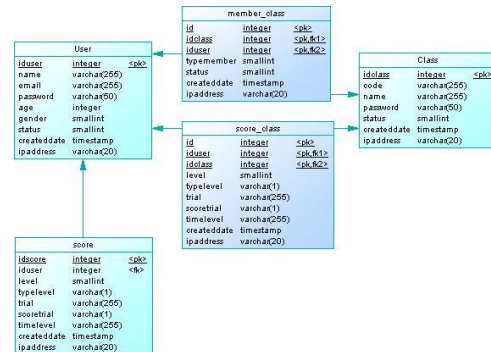 member_class
id integer <pk>
idclass integer <pk,fk1>
iduser integer <pk,fk2>
typemember smallint
status smallint
createddate timestamp
ipaddress varchar(20)
User
iduser integer <pk>
name varchar(255)
email varchar(255)
password varchar(50)
age integer
gender smallint
status smallint
createddate timestamp
ipaddress varchar(20)
Class
idclass integer <pk>
code varchar(255)
name varchar(255)
password varchar(50)
status smallint
createddate timestamp
ipaddress varchar(20)
score_class
id integer <pk>
iduser integer <pk,fk1>
idclass integer <pk,fk2>
level smallint
typelevel varchar(1)
trial varchar(255)
scoretrial varchar(1)
timelevel varchar(255)
createddate timestamp
ipaddress varchar(20)
score
idscore integer <pk>
iduser integer <fk>
level smallint
typelevel varchar(1)
trial varchar(255)
scoretrial varchar(1)
timelevel varchar(255)
createddate timestamp
ipaddress varchar(20)